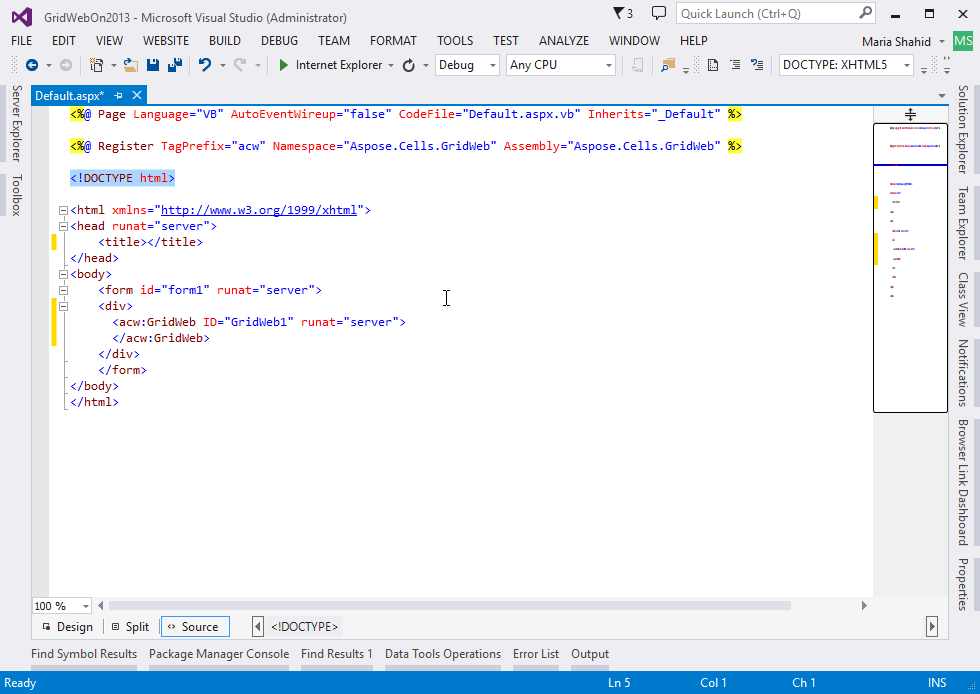 GridWebOn2013 - Microsoft Visual Studio (Administrator)
3
Quick Launch (Ctrl+Q)
FILE EDIT VIEW WEBSITE BUILD DEBUG TEAM FORMAT TOOLS TEST ANALYZE WINDOW HELP
Maria Shahid
MS
Internet Explorer
Debug
Any CPU
DOCTYPE: XHTML5
Server Explorer
Toolbox
Default.aspx*
<%@ Page Language="VB" AutoEventWireup="false" CodeFile="Default.aspx.vb" Inherits="_Default" %>
<%@ Register TagPrefix="acw" Namespace="Aspose.Cells.GridWeb" Assembly="Aspose.Cells.GridWeb" %>
<!DOCTYPE html>
<html xmlns="http://www.w3.org/1999/xhtml">
<head runat="server">
<title></title>
</head>
<body>
<form id="form1" runat="server">
<div>
<acw:GridWeb ID="GridWeb1" runat="server">
</acw:GridWeb>
</div>
</form>
</body>
</html>
Solution Explorer
Team Explorer
Class View
Notifications
Browser Link Dashboard
Properties
100 %
Design
Split
Source
<!DOCTYPE>
Find Symbol Results Package Manager Console Find Results 1 Data Tools Operations Error List Output
Ready Ln 5 Col 1 Ch 1 INS